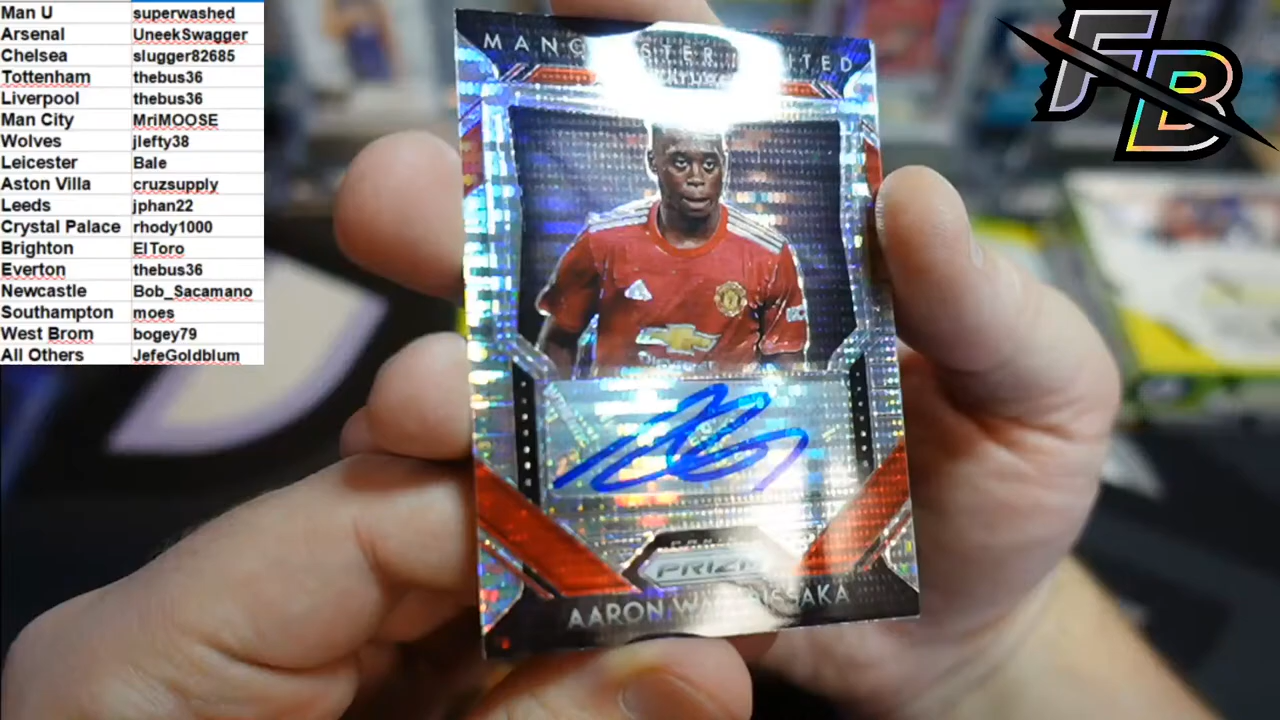 Man U superwashed
Arsenal UneekSwagger
Chelsea slugger82685
Tottenham thebus36
Liverpool thebus36
Man City MriMOOSE
Wolves jlefty38
Leicester Bale
Aston Villa cruzsupply
Leeds jphan22
Crystal Palace rhody1000
Brighton ElToro
Everton thebus36
Newcastle Bob_Sacamano
Southampton moes
West Brom bogey79
All Others JefeGoldblum
FB
PRIZM
AARON